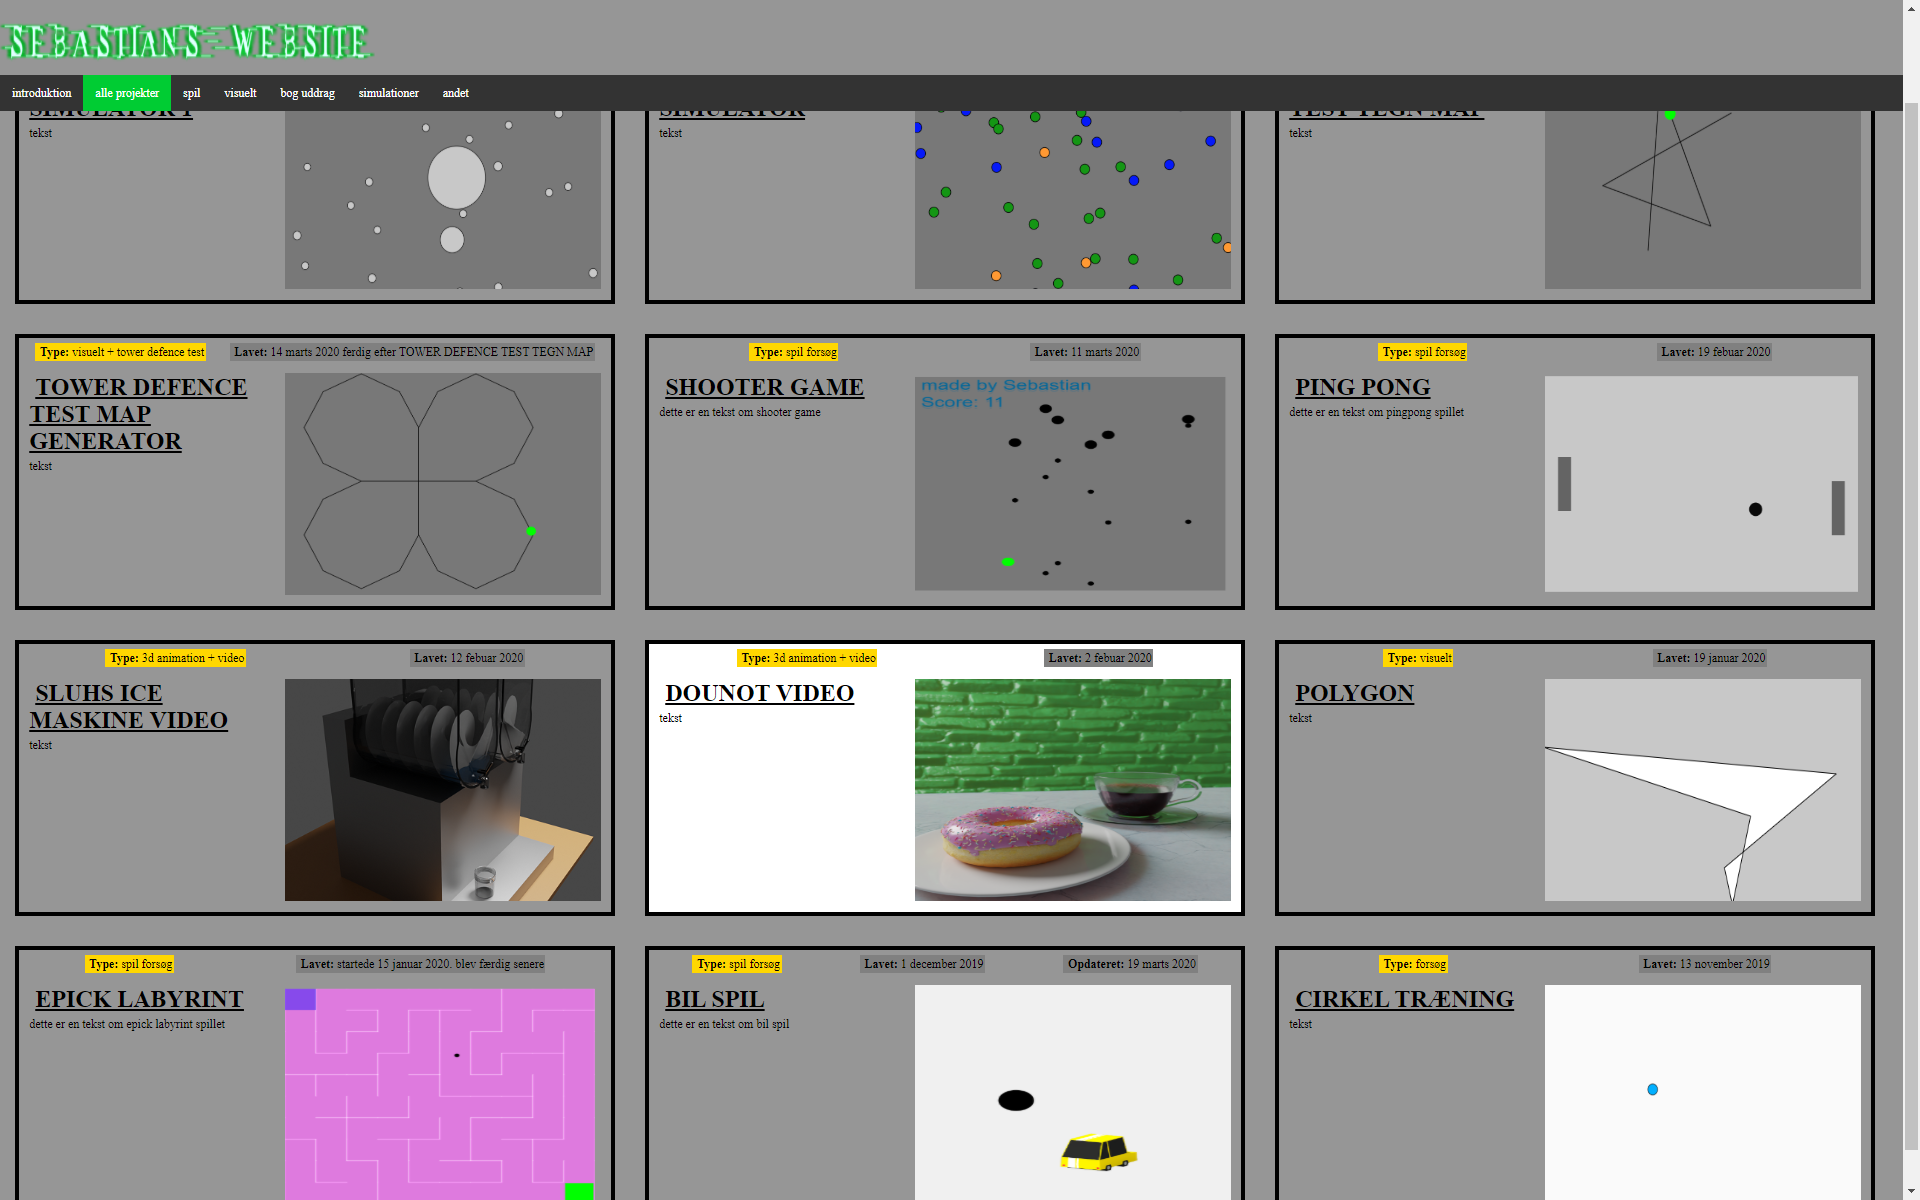 SEBASTIANS WEBSITE
introduktion alle projekter spil visuelt bog uddrag simulationer andet
SIMULATOR 1
tekst
SIMULATOR
tekst
TEST TEGN MAP
tekst
Type: visuelt + tower defence test Lavet: 14 marts 2020 ferdig efter TOWER DEFENCE TEST TEGN MAP
TOWER DEFENCE
TEST MAP
GENERATOR
tekst
Type: spil forsøg Lavet: 11 marts 2020
SHOOTER GAME
dette er en tekst om shooter game
made by Sebastian
Score: 11
Type: spil forsøg Lavet: 19 febuar 2020
PING PONG
dette er en tekst om pingpong spillet
Type: 3d animation + video Lavet: 12 febuar 2020
SLUHS ICE
MASKINE VIDEO
tekst
Type: 3d animation + video Lavet: 2 febuar 2020
DOUNOT VIDEO
tekst
Type: visuelt Lavet: 19 januar 2020
POLYGON
tekst
Type: spil forsøg Lavet: startede 15 januar 2020. blev færdig senere
EPICK LABYRINT
dette er en tekst om epick labyrint spillet
Type: spil forsøg Lavet: 1 december 2019 Opdateret: 19 marts 2020
BIL SPIL
dette er en tekst om bil spil
Type: forsøg Lavet: 13 november 2019
CIRKEL TRÆNING
tekst